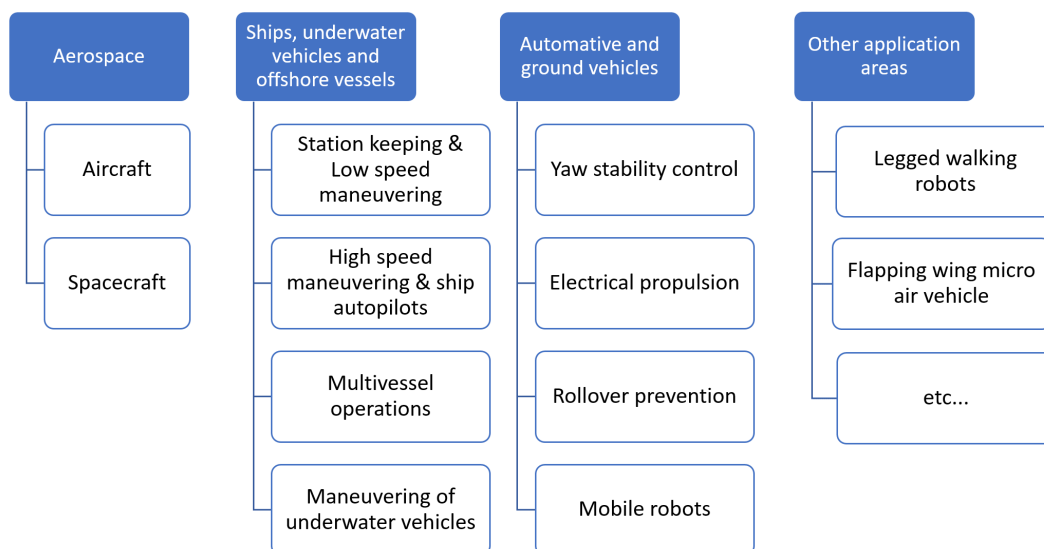 Aerospace
Aircraft
Spacecraft
Ships, underwater
vehicles and
offshore vessels
Station keeping &
Low speed
maneuvering
High speed
maneuvering & ship
autopilots
Multivessel
operations
Maneuvering of
underwater vehicles
Automative and
ground vehicles
Yaw stability control
Electrical propulsion
Rollover prevention
Mobile robots
Other application
areas
Legged walking
robots
Flapping wing micro
air vehicle
etc...